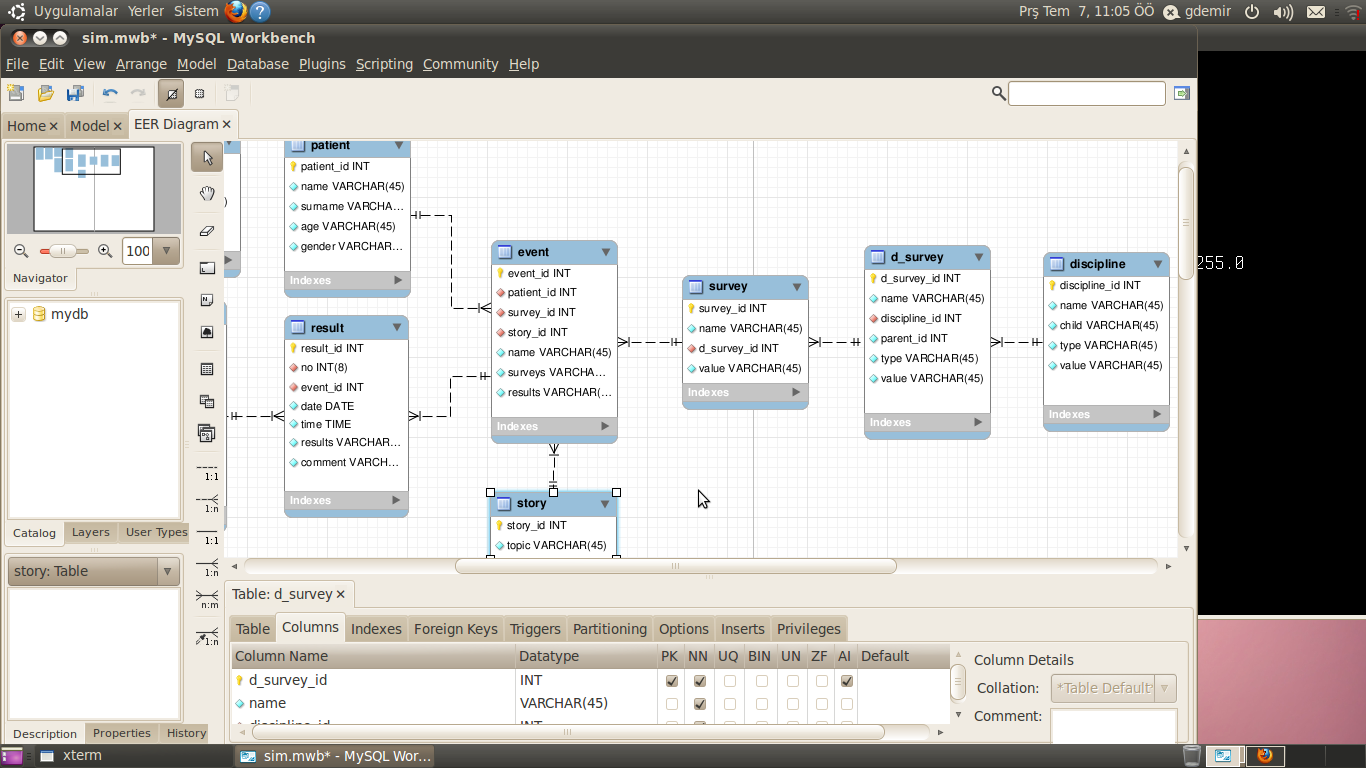 Uygulamalar Yerler Sistem ? Prş Tem 7, 11:05 ÖÖ gdemir
sim.mwb* - MySQL Workbench
File Edit View Arrange Model Database Plugins Scripting Community Help
Home Model EER Diagram
100
Navigator
mydb
Catalog Layers User Types
story: Table
Description Properties History
1:1
1:n
1:1
1:n
n:m
1:n
patient
patient_id INT
name VARCHAR(45)
surname VARCHA...
age VARCHAR(45)
gender VARCHAR...
Indexes
result
result_id INT
no INT(8)
event_id INT
date DATE
time TIME
results VARCHAR...
comment VARCH...
Indexes
event
event_id INT
patient_id INT
survey_id INT
story_id INT
name VARCHAR(45)
surveys VARCHA...
results VARCHAR(...
Indexes
story
story_id INT
topic VARCHAR(45)
survey
survey_id INT
name VARCHAR(45)
d_survey_id INT
value VARCHAR(45)
Indexes
d_survey
d_survey_id INT
name VARCHAR(45)
discipline_id INT
parent_id INT
type VARCHAR(45)
value VARCHAR(45)
Indexes
discipline
discipline_id INT
name VARCHAR(45)
child VARCHAR(45)
type VARCHAR(45)
value VARCHAR(45)
Indexes
255.0
Table: d_survey
Table Columns Indexes Foreign Keys Triggers Partitioning Options Inserts Privileges
Column Name Datatype PK NN UQ BIN UN ZF AI Default
d_survey_id INT
name VARCHAR(45)
discipline_id INT
Column Details
Collation: *Table Default*
Comment:
xterm sim.mwb* - MySQL Wor...